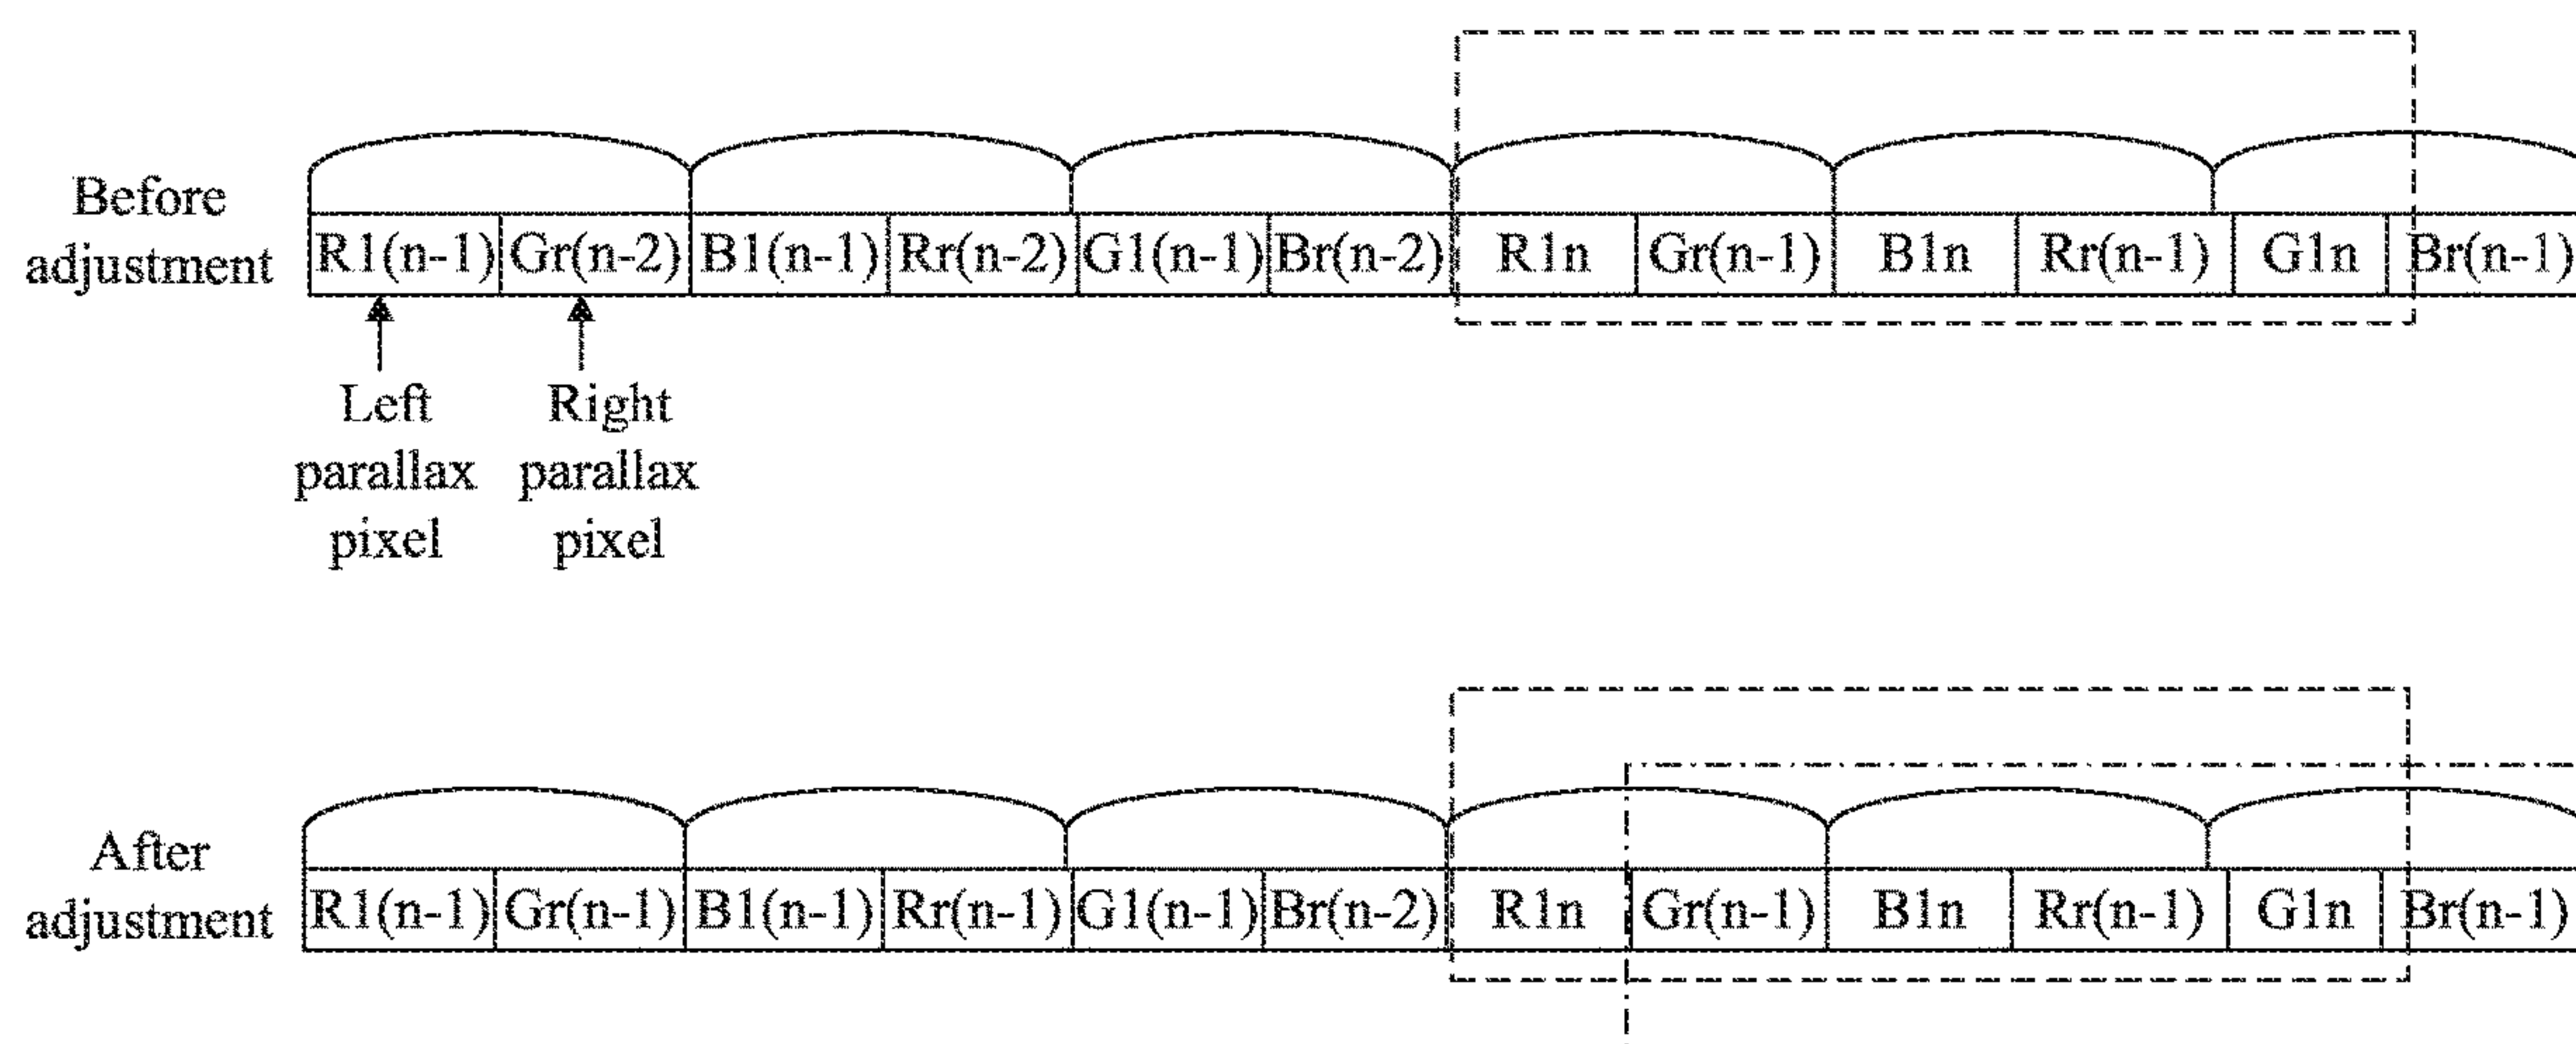 Before
adjustment
R1(n-1) Gr(n-2) B1(n-1) Rr(n-2) G1(n-1) Br(n-2) R1n Gr(n-1) B1n Rr(n-1) G1n Br(n-1)
Left
parallax
pixel
Right
parallax
pixel
After
adjustment
R1(n-1) Gr(n-1) B1(n-1) Rr(n-1) G1(n-1) Br(n-2) R1n Gr(n-1) B1n Rr(n-1) G1n Br(n-1)